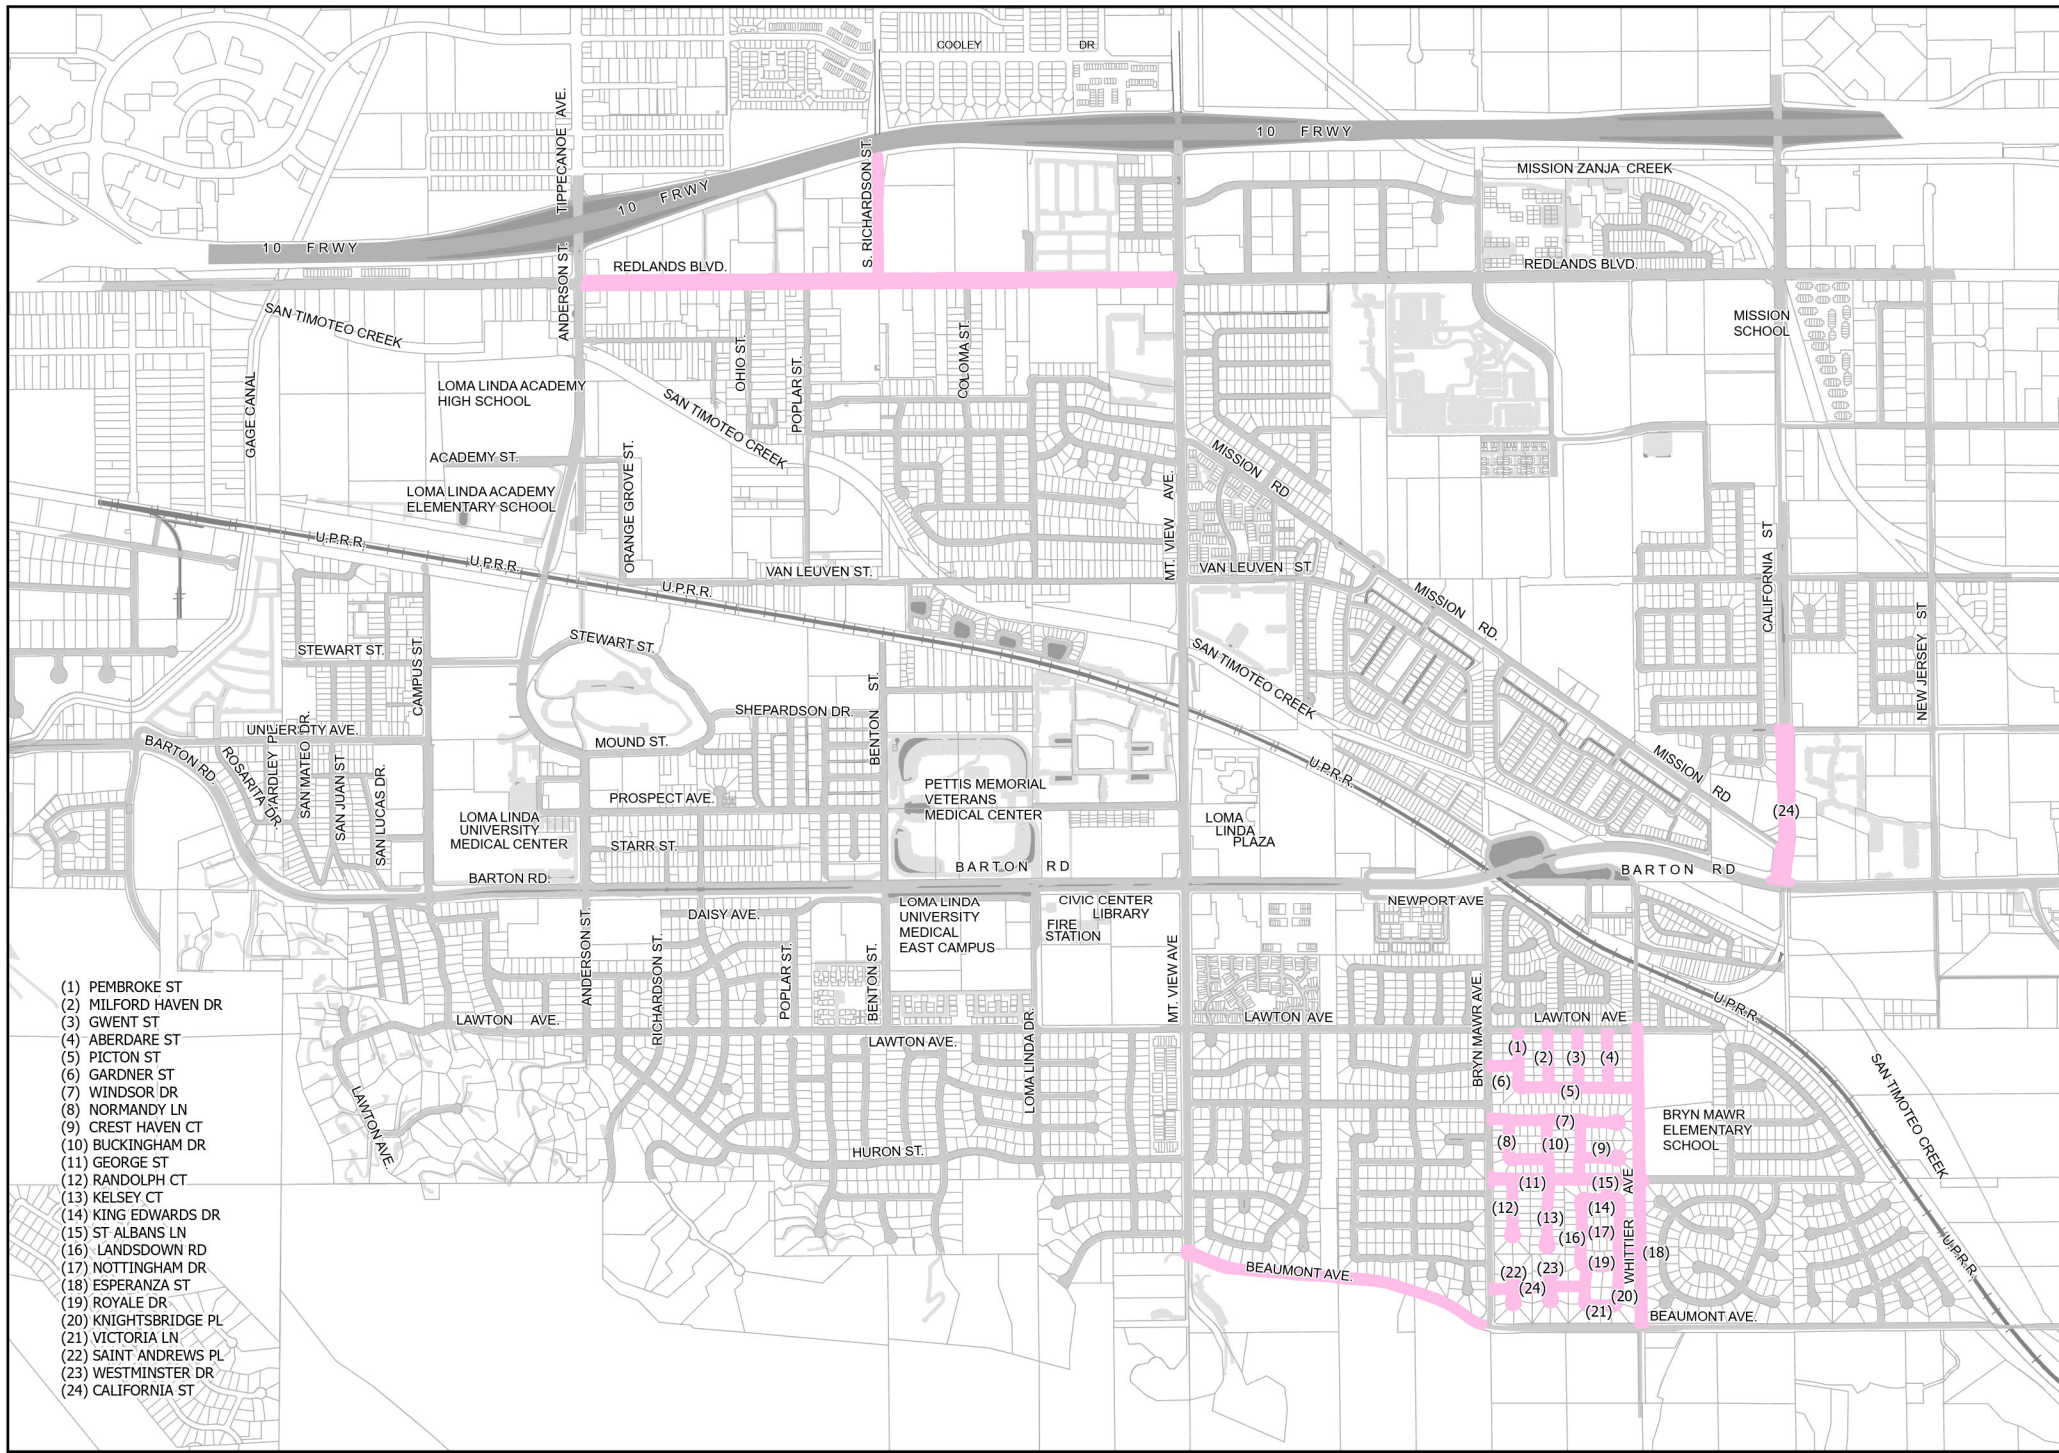 COOLEY DR
TIPPECANOE AVE.
10 FRWY
S. RICHARDSON ST.
MISSION ZANJA CREEK
10 FRWY
10 FRWY
ANDERSON ST.
REDLANDS BLVD.
REDLANDS BLVD.
SAN TIMOTEO CREEK
MISSION
SCHOOL
GAGE CANAL
LOMA LINDA ACADEMY
HIGH SCHOOL
OHIO ST.
POPLAR ST.
COLOMA ST.
SAN TIMOTEO CREEK
ACADEMY ST.
ORANGE GROVE ST.
MISSION RD
MT. VIEW AVE.
LOMA LINDA ACADEMY
ELEMENTARY SCHOOL
U.P.R.R.
U.P.R.R.
U.P.R.R.
VAN LEUVEN ST.
VAN LEUVEN ST
MISSION RD.
CALIFORNIA ST
NEW JERSEY ST
STEWART ST.
STEWART ST.
CAMPUS ST.
SAN TIMOTEO CREEK
BENTON ST.
SHEPARDSON DR.
MOUND ST.
UNIVERSITY AVE.
BARTON RD.
ROSARITA DR.
YARDLEY PL
SAN MATEO DR.
SAN JUAN ST
SAN LUCAS DR.
PROSPECT AVE.
PETTIS MEMORIAL
VETERANS
MEDICAL CENTER
U.P.R.R.
MISSION RD
(24)
LOMA LINDA
UNIVERSITY
MEDICAL CENTER
STARR ST.
LOMA
LINDA
PLAZA
BARTON RD.
BARTON RD
BARTON RD
DAISY AVE.
LOMA LINDA
UNIVERSITY
MEDICAL
EAST CAMPUS
CIVIC CENTER
LIBRARY
FIRE
STATION
NEWPORT AVE
ANDERSON ST.
RICHARDSON ST.
POPLAR ST.
BENTON ST.
LOMA LINDA DR.
MT. VIEW AVE
BRYN MAWR AVE.
U.P.R.R.
LAWTON AVE.
LAWTON AVE.
LAWTON AVE
LAWTON AVE
LAWTON AVE.
HURON ST.
(1)
(2)
(3)
(4)
(6)
(5)
(7)
(8)
(10)
(9)
(11)
(15)
(12)
(13)
(14)
(16)
(17)
(18)
(19)
(22)
(23)
(24)
(20)
(21)
WHITTIER AVE
BRYN MAWR
ELEMENTARY
SCHOOL
SAN TIMOTEO CREEK
U.P.R.R.
BEAUMONT AVE.
BEAUMONT AVE.
(1) PEMBROKE ST
(2) MILFORD HAVEN DR
(3) GWENT ST
(4) ABERDARE ST
(5) PICTON ST
(6) GARDNER ST
(7) WINDSOR DR
(8) NORMANDY LN
(9) CREST HAVEN CT
(10) BUCKINGHAM DR
(11) GEORGE ST
(12) RANDOLPH CT
(13) KELSEY CT
(14) KING EDWARDS DR
(15) ST ALBANS LN
(16) LANDSDOWN RD
(17) NOTTINGHAM DR
(18) ESPERANZA ST
(19) ROYALE DR
(20) KNIGHTSBRIDGE PL
(21) VICTORIA LN
(22) SAINT ANDREWS PL
(23) WESTMINSTER DR
(24) CALIFORNIA ST